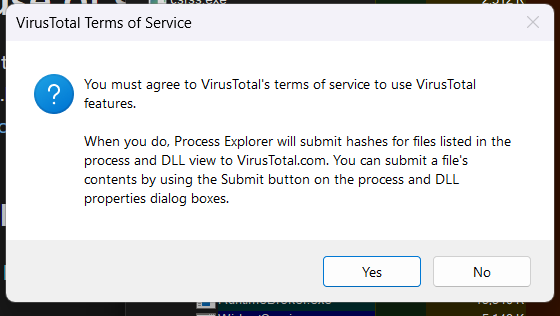 csrss.exe
VirusTotal Terms of Service
You must agree to VirusTotal's terms of service to use VirusTotal
features.
When you do, Process Explorer will submit hashes for files listed in the
process and DLL view to VirusTotal.com. You can submit a file's
contents by using the Submit button on the process and DLL
properties dialog boxes.
Yes
No